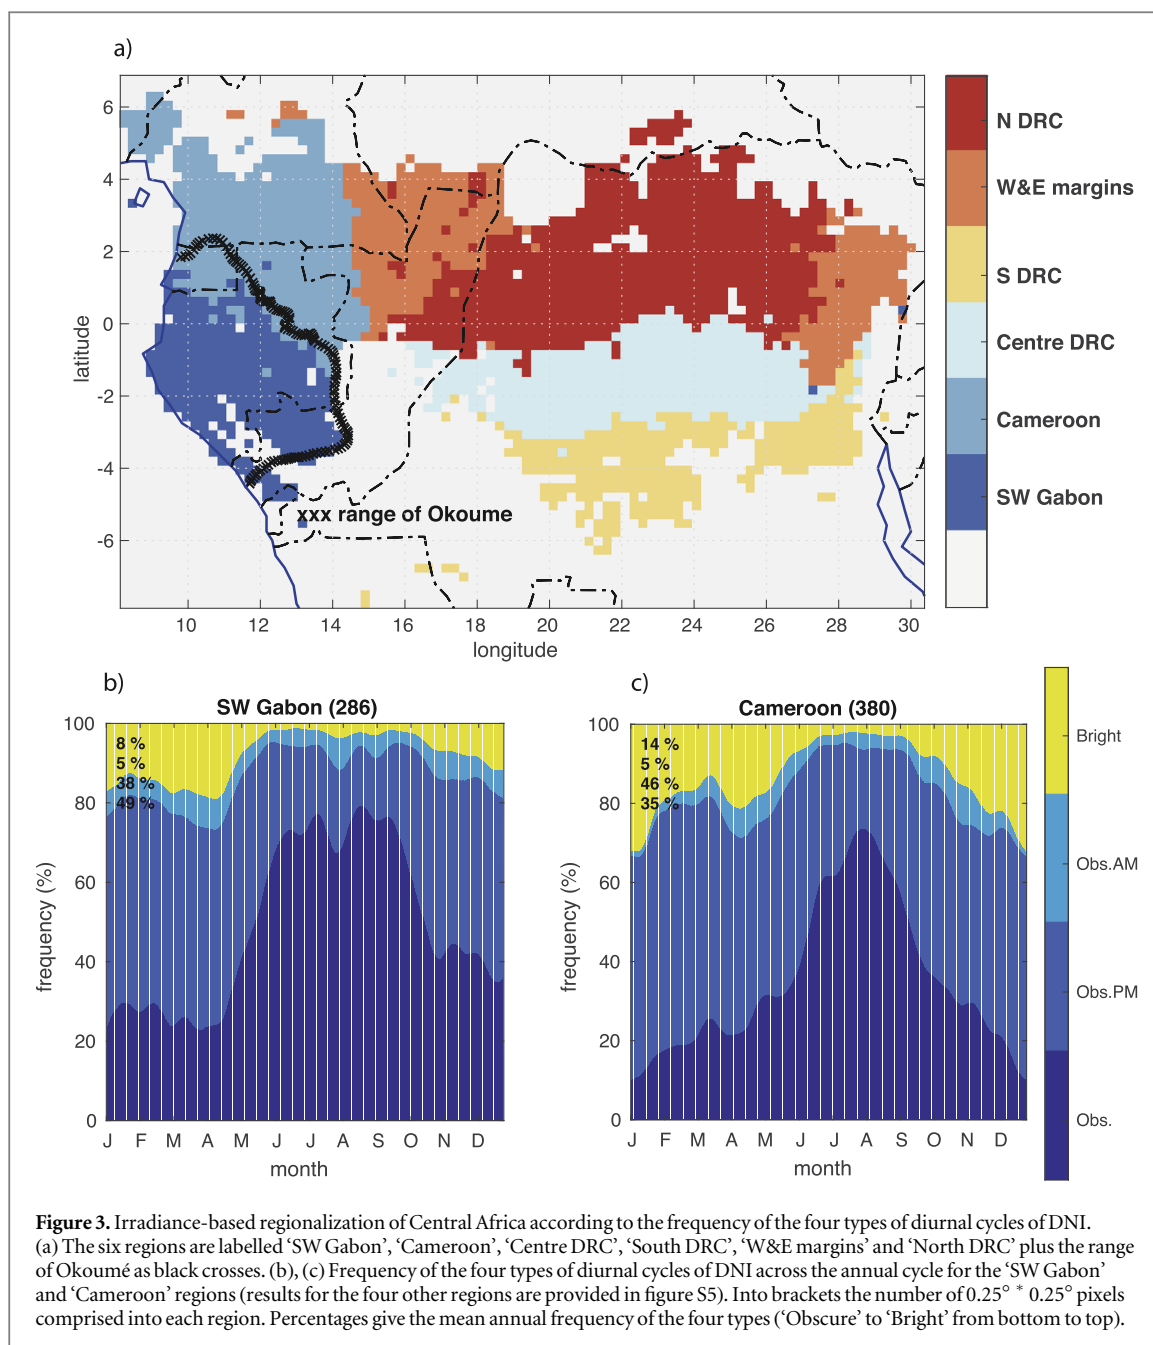 a)
6
4
2
0
-2
-4
-6
latitude
10
12
14
16
18
20
22
24
26
28
30
longitude
xxx range of Okoume
N DRC
W&E margins
S DRC
Centre DRC
Cameroon
SW Gabon
b)
SW Gabon (286)
100
80
60
40
20
0
frequency (%)
8 %
5 %
38 %
49 %
J F M A M J J A S O N D
month
c)
Cameroon (380)
100
80
60
40
20
0
frequency (%)
14 %
5 %
46 %
35 %
J F M A M J J A S O N D
month
Bright
Obs.AM
Obs.PM
Obs.
Figure 3. Irradiance-based regionalization of Central Africa according to the frequency of the four types of diurnal cycles of DNI.
(a) The six regions are labelled ‘SW Gabon’, ‘Cameroon’, ‘Centre DRC’, ‘South DRC’, ‘W&E margins’ and ‘North DRC’ plus the range
of Okoumé as black crosses. (b), (c) Frequency of the four types of diurnal cycles of DNI across the annual cycle for the ‘SW Gabon’
and ‘Cameroon’ regions (results for the four other regions are provided in figure S5). Into brackets the number of 0.25° * 0.25° pixels
comprised into each region. Percentages give the mean annual frequency of the four types (‘Obscure’ to ‘Bright’ from bottom to top).